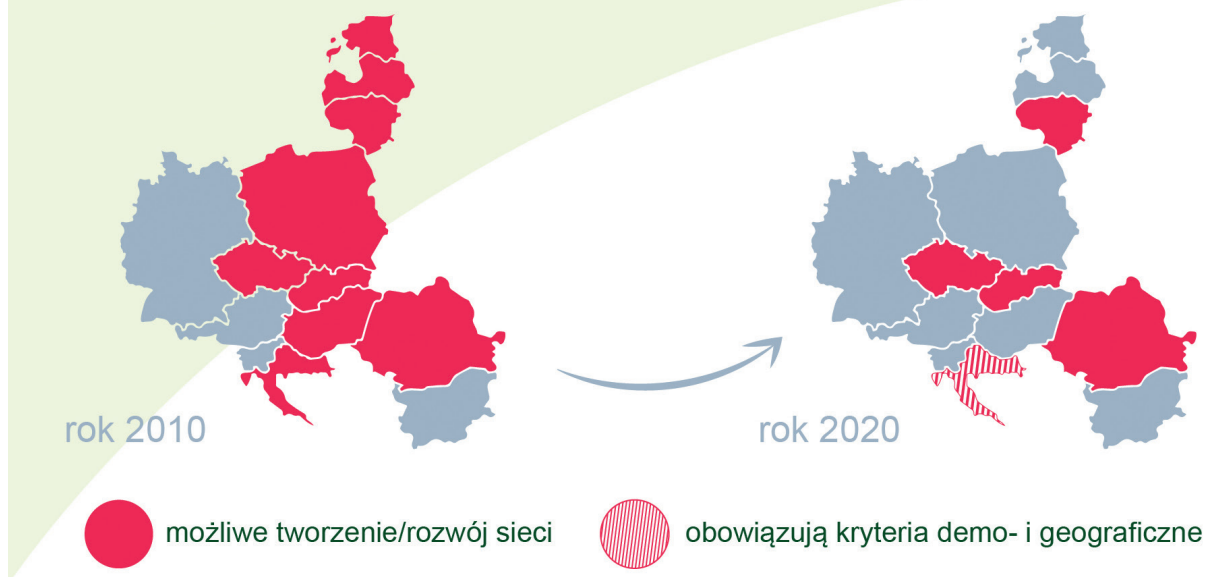 rok 2010
rok 2020
możliwe tworzenie/rozwój sieci
obowiązują kryteria demo- i geograficzne